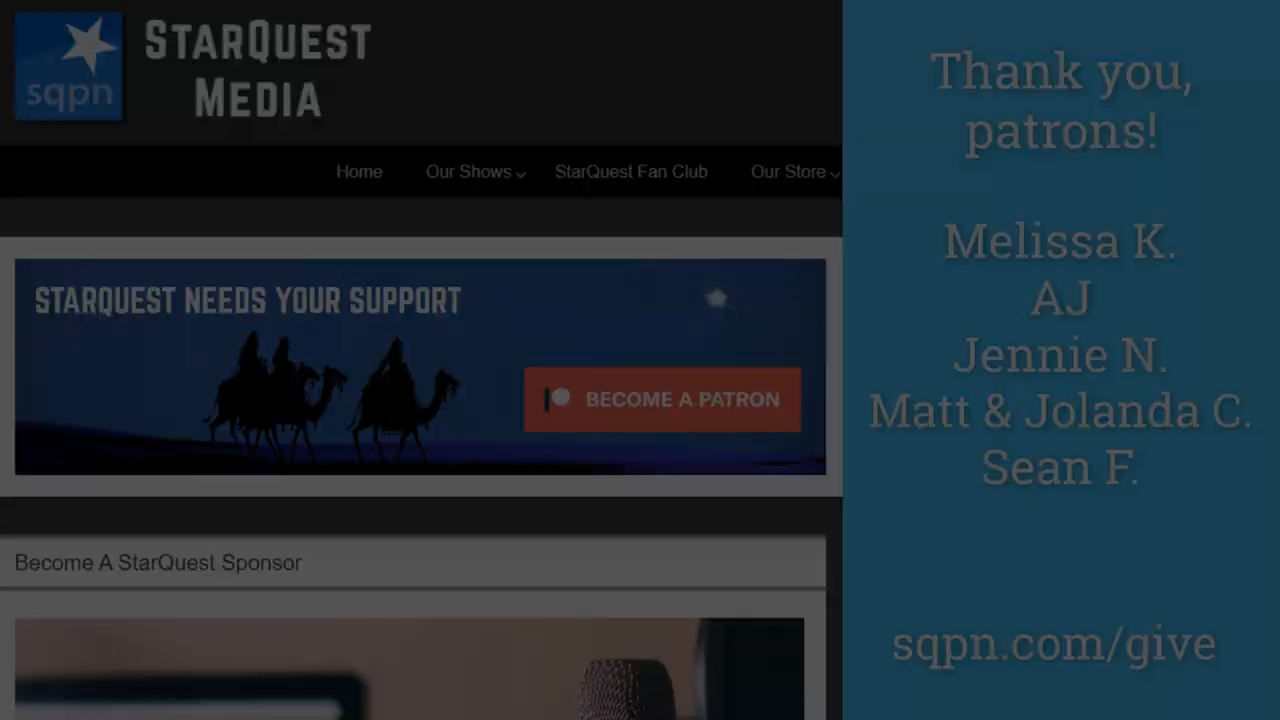 STARQUEST
MEDIA
sqpn
Home Our Shows StarQuest Fan Club Our Store
STARQUEST NEEDS YOUR SUPPORT
BECOME A PATRON
Become A StarQuest Sponsor
Thank you,
patrons!
Melissa K.
AJ
Jennie N.
Matt & Jolanda C.
Sean F.
sqpn.com/give